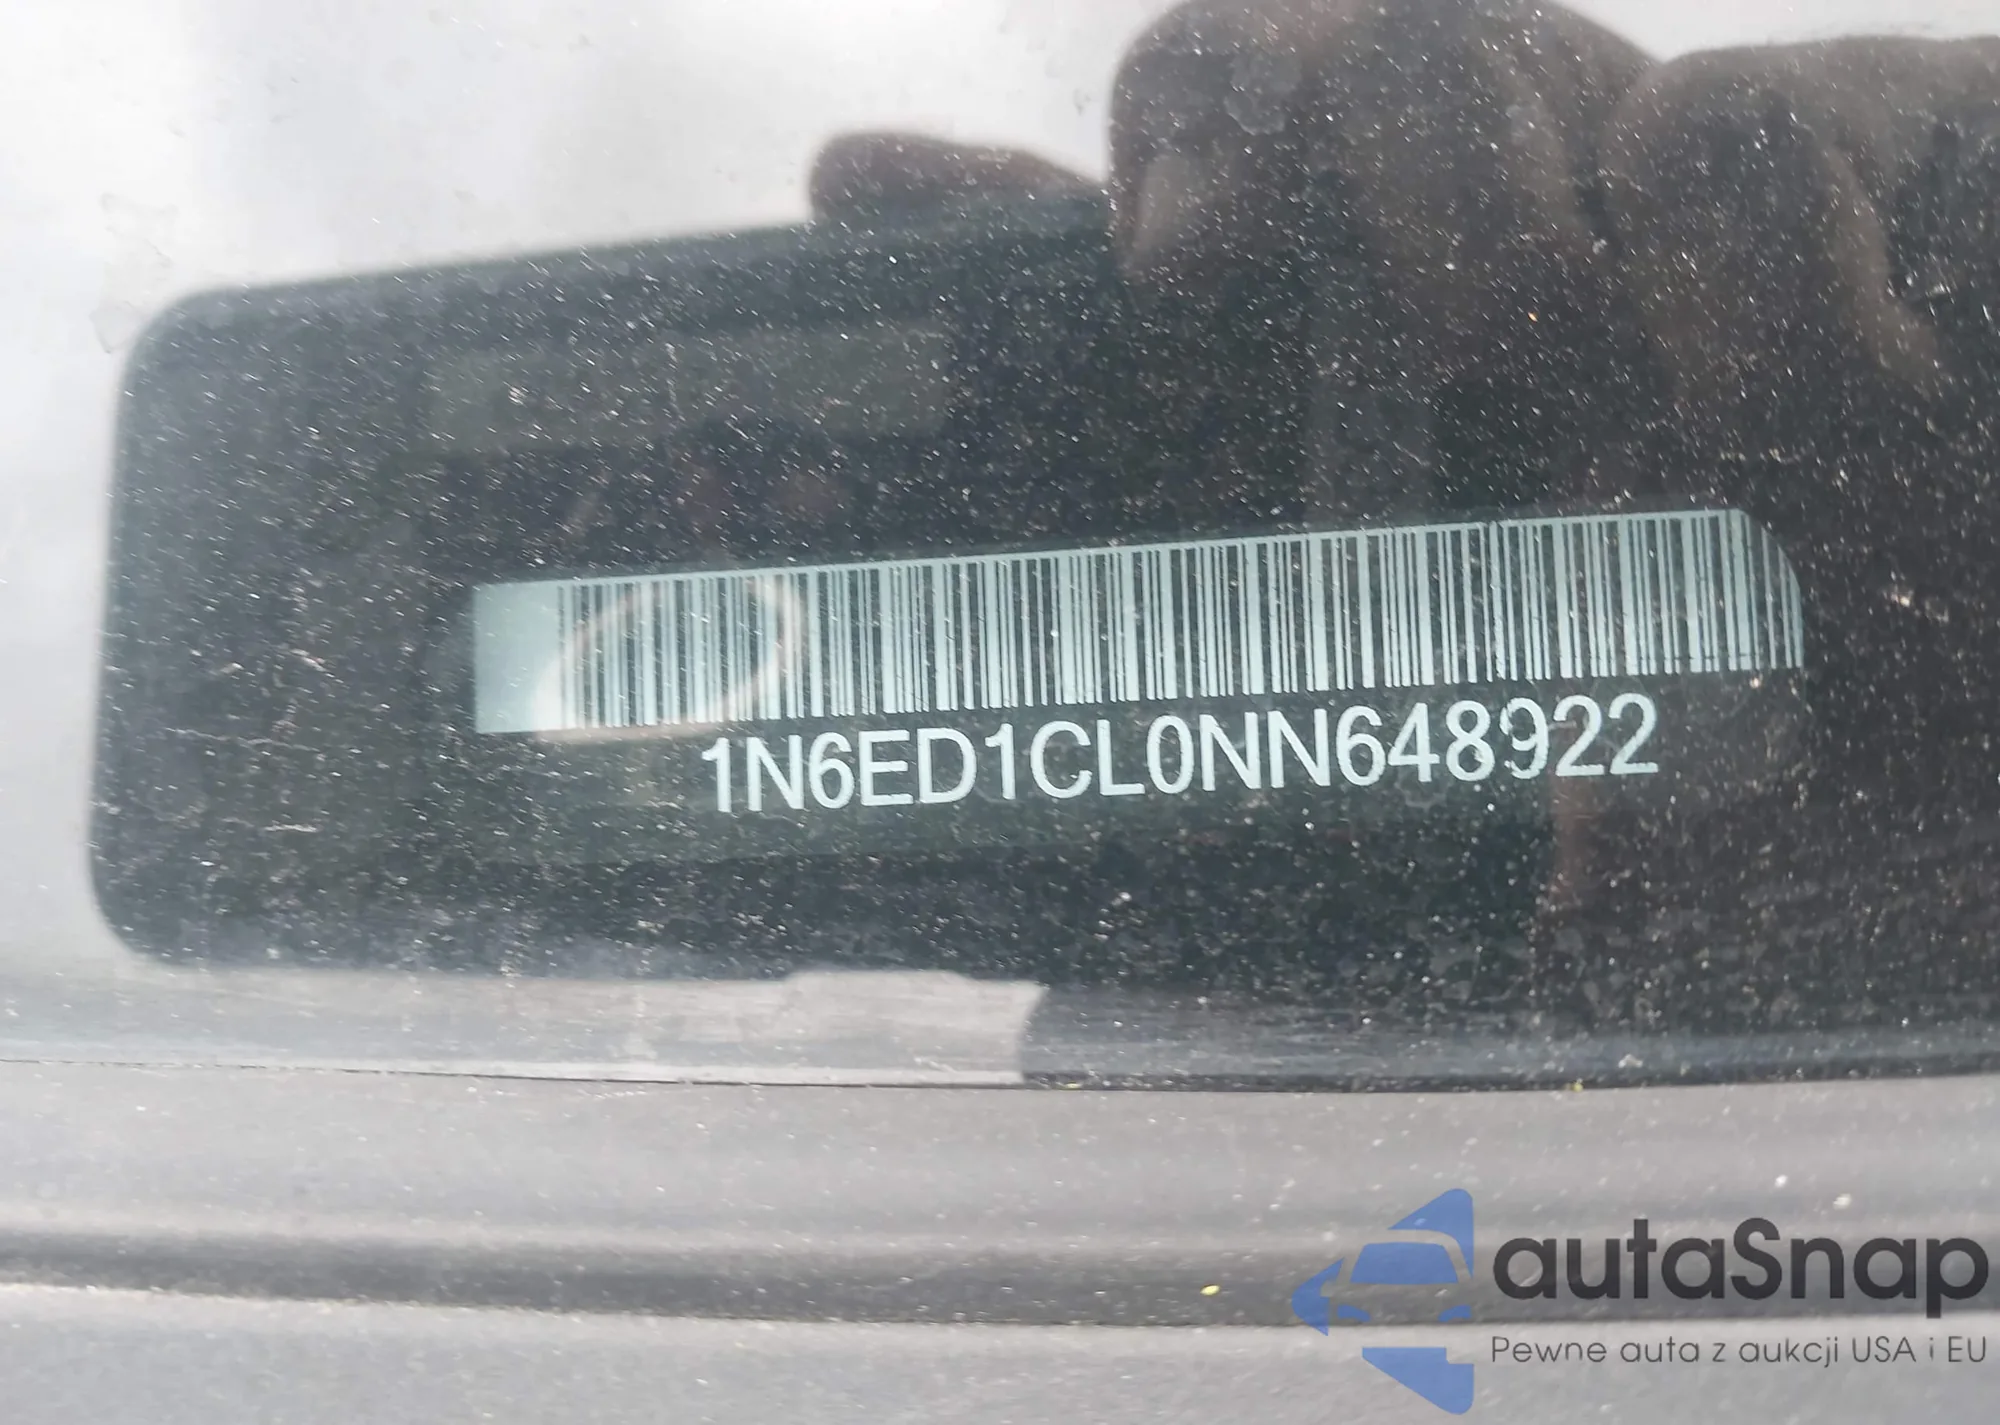 1N6ED1CL0NN648922
autaSnap
Pewne auta z aukcji USA i EU